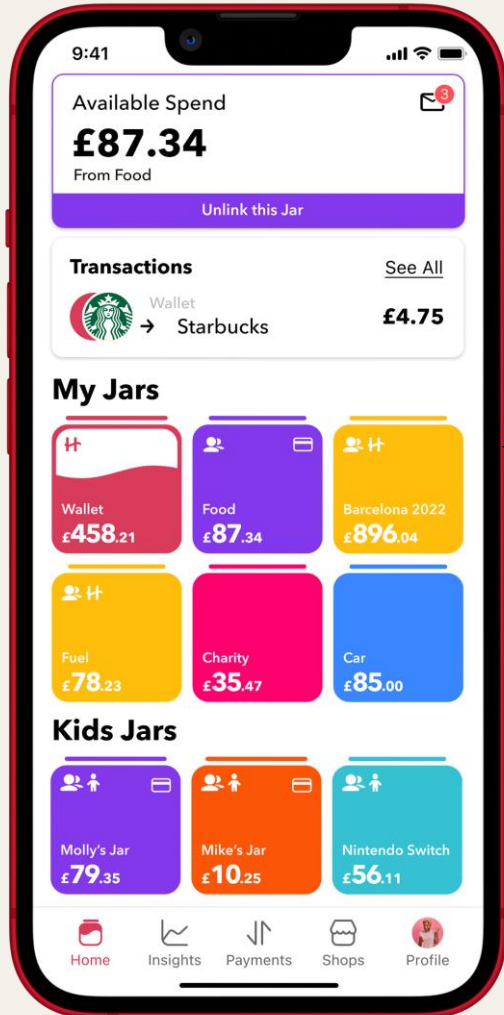 9:41
Available Spend
3
£87.34
From Food
Unlink this Jar
Transactions
See All
Wallet
→ Starbucks
£4.75
My Jars
Wallet
£458.21
Food
£87.34
Barcelona 2022
£896.04
Fuel
£78.23
Charity
£35.47
Car
£85.00
Kids Jars
Molly's Jar
£79.35
Mike's Jar
£10.25
Nintendo Switch
£56.11
Home
Insights
Payments
Shops
Profile